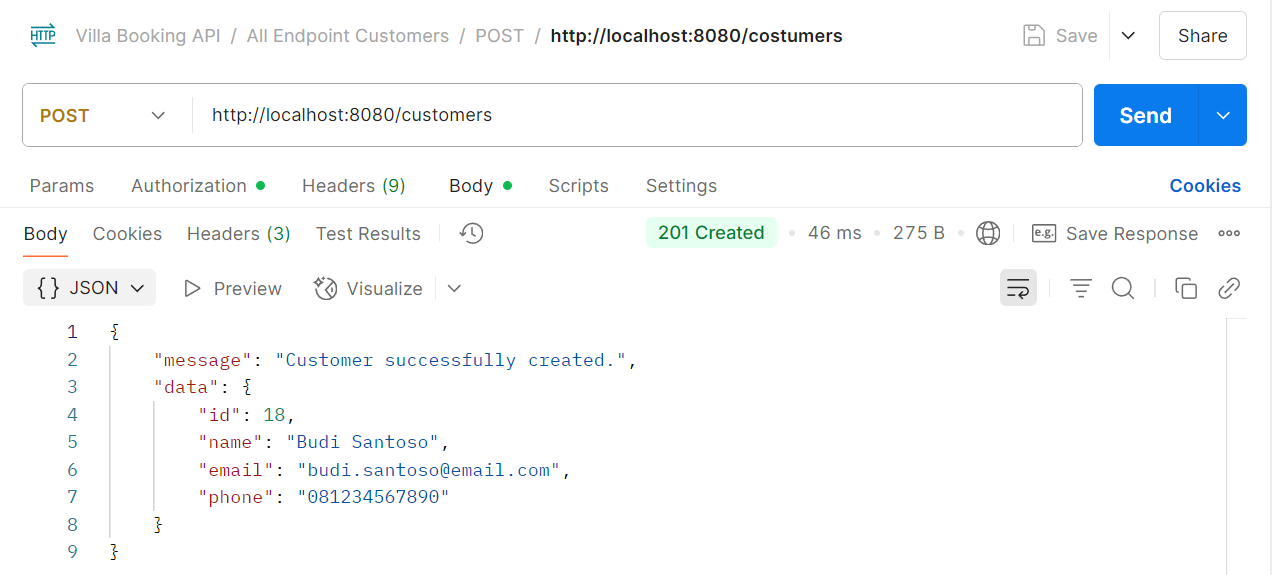 HTTP Villa Booking API / All Endpoint Customers / POST / http://localhost:8080/costumers Save Share
POST http://localhost:8080/customers Send
Params Authorization Headers (9) Body Scripts Settings Cookies
Body Cookies Headers (3) Test Results 201 Created • 46 ms • 275 B • e.g. Save Response
{} JSON Preview Visualize
1 {
2 "message": "Customer successfully created.",
3 "data": {
4 "id": 18,
5 "name": "Budi Santoso",
6 "email": "budi.santoso@email.com",
7 "phone": "081234567890"
8 }
9 }